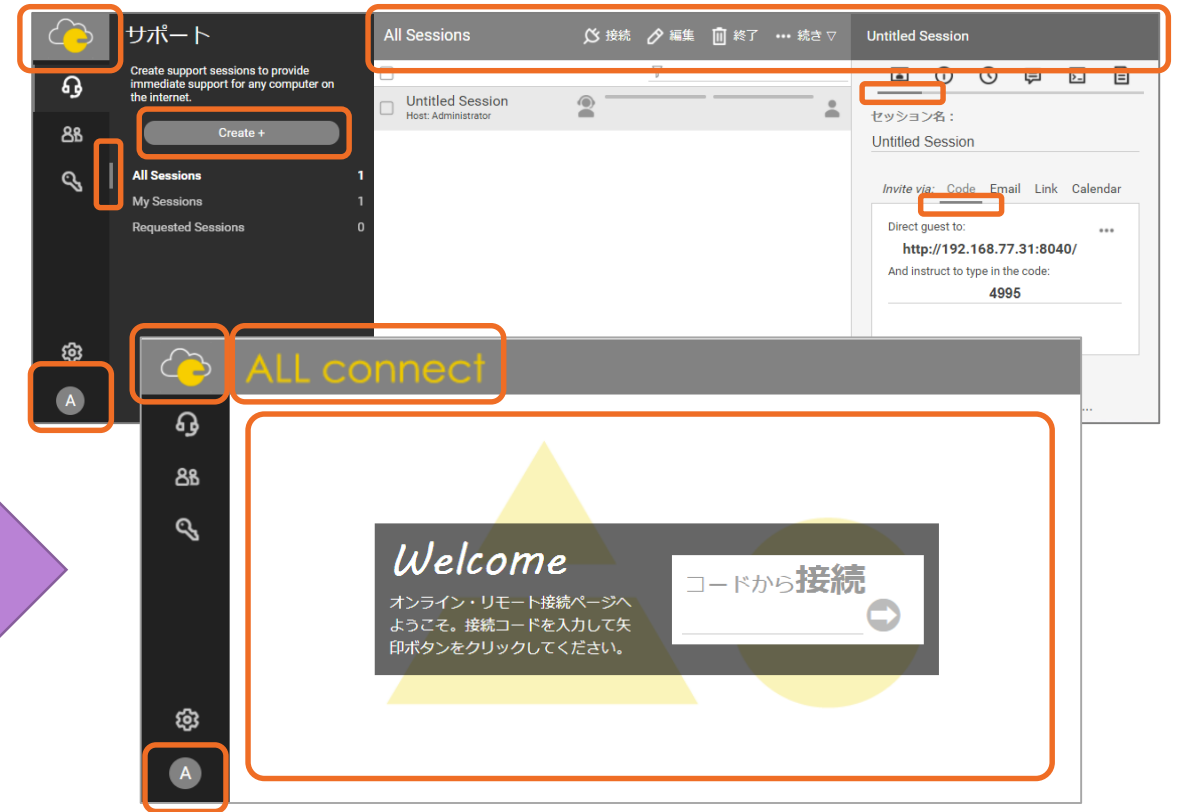 サポート
Create support sessions to provide
immediate support for any computer on
the internet.
Create +
All Sessions 1
My Sessions 1
Requested Sessions 0
All Sessions 接続 編集 終了 ••• 続き ▽
Untitled Session
Host: Administrator
Untitled Session
セッション名：
Untitled Session
Invite via: Code Email Link Calendar
Direct guest to: •••
http://192.168.77.31:8040/
And instruct to type in the code:
4995
...
A
ALL connect
Welcome
オンライン・リモート接続ページへ
ようこそ。接続コードを入力して矢
印ボタンをクリックしてください。
コードから接続
A